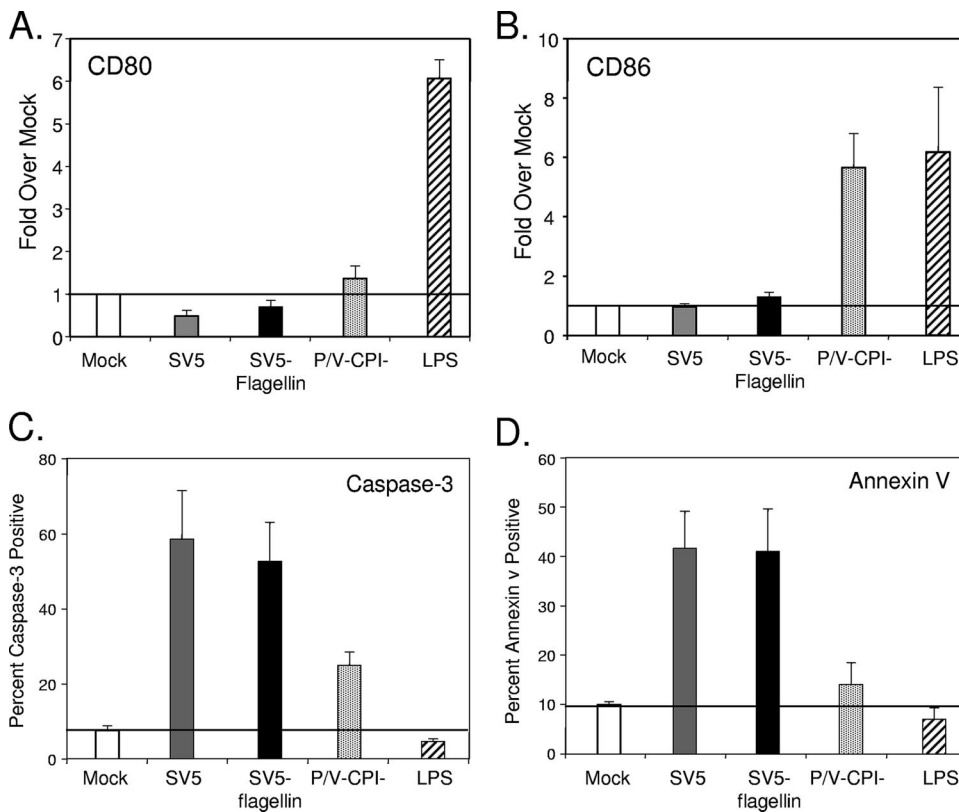 A.
CD80
Fold Over Mock
7
6
5
4
3
2
1
0
Mock SV5 SV5- P/V-CPI- LPS
Flagellin
B.
CD86
Fold Over Mock
10
8
6
4
2
0
Mock SV5 SV5- P/V-CPI- LPS
Flagellin
C.
Caspase-3
Percent Caspase-3 Positive
80
60
40
20
0
Mock SV5 SV5- P/V-CPI- LPS
flagellin
D.
Annexin V
Percent Annexin v Positive
60
50
40
30
20
10
0
Mock SV5 SV5- P/V-CPI- LPS
flagellin